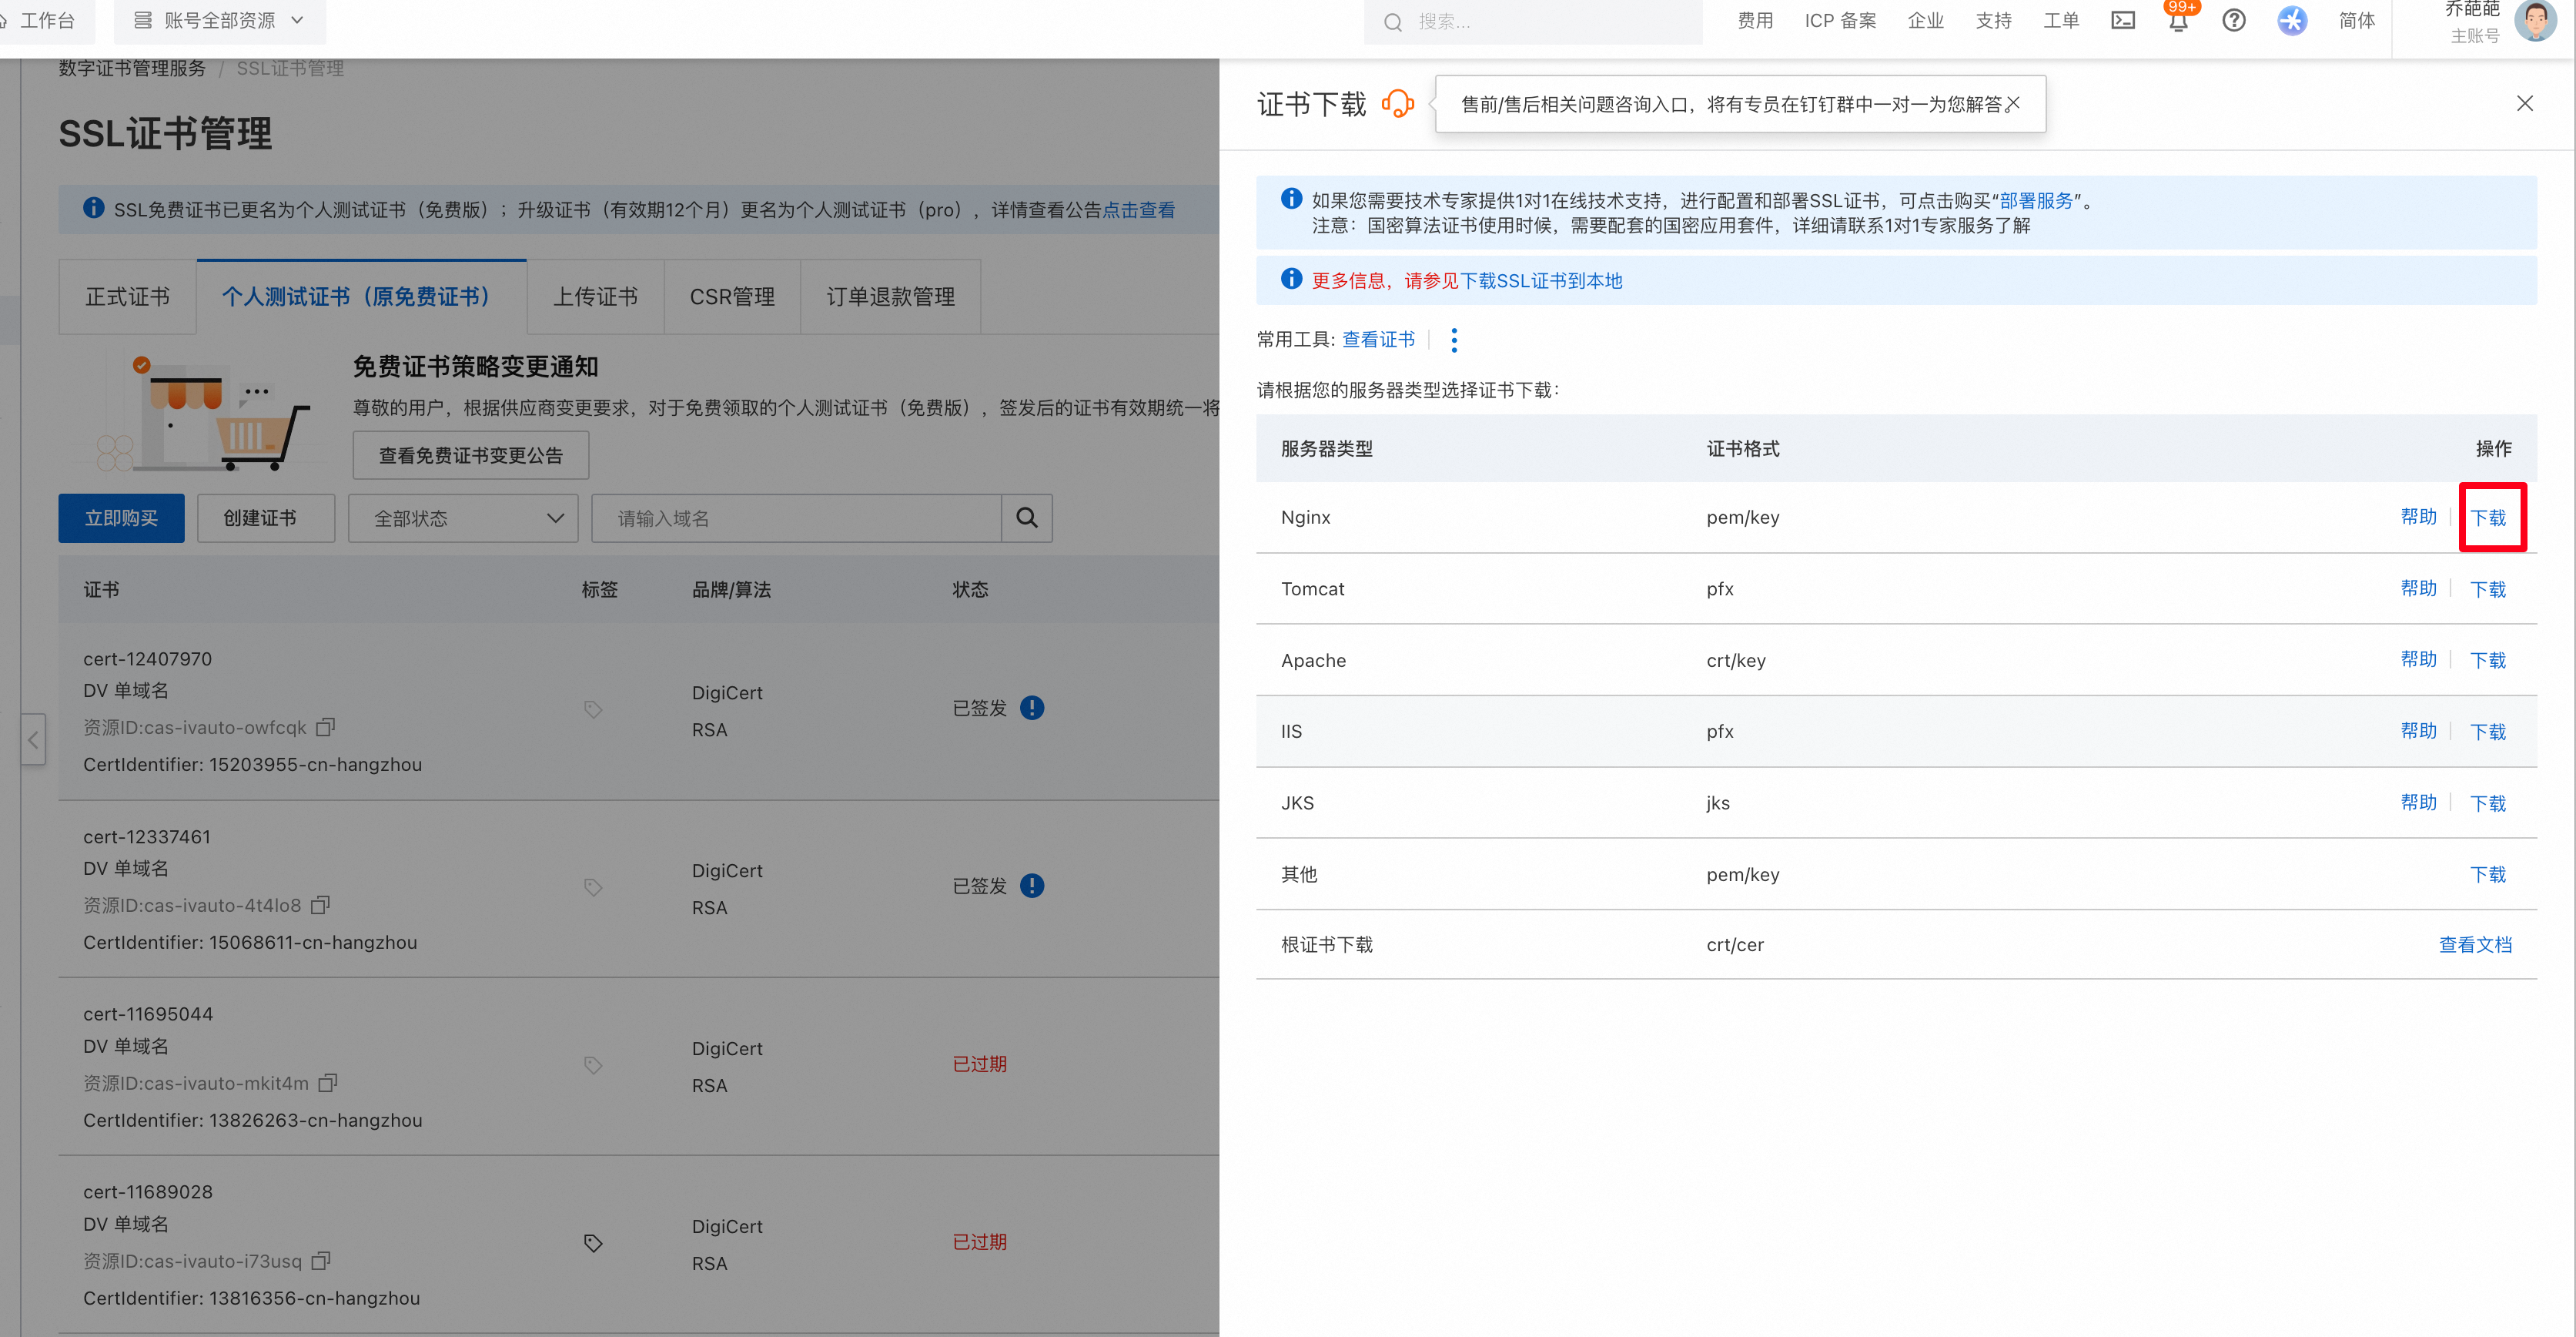 工作台
账号全部资源
搜索...
费用
ICP 备案
企业
支持
工单
99+
简体
乔葩葩
主账号
数字证书管理服务 / SSL证书管理
SSL证书管理
SSL免费证书已更名为个人测试证书（免费版）；升级证书（有效期12个月）更名为个人测试证书（pro），详情查看公告点击查看
正式证书
个人测试证书（原免费证书）
上传证书
CSR管理
订单退款管理
免费证书策略变更通知
尊敬的用户，根据供应商变更要求，对于免费领取的个人测试证书（免费版），签发后的证书有效期统一将
查看免费证书变更公告
立即购买
创建证书
全部状态
请输入域名
证书 标签 品牌/算法 状态
cert-12407970
DV 单域名
资源ID:cas-ivauto-owfcqk
CertIdentifier: 15203955-cn-hangzhou
DigiCert
RSA
已签发
cert-12337461
DV 单域名
资源ID:cas-ivauto-4t4lo8
CertIdentifier: 15068611-cn-hangzhou
DigiCert
RSA
已签发
cert-11695044
DV 单域名
资源ID:cas-ivauto-mkit4m
CertIdentifier: 13826263-cn-hangzhou
DigiCert
RSA
已过期
cert-11689028
DV 单域名
资源ID:cas-ivauto-i73usq
CertIdentifier: 13816356-cn-hangzhou
DigiCert
RSA
已过期
证书下载
售前/售后相关问题咨询入口，将有专员在钉钉群中一对一为您解答。
如果您需要技术专家提供1对1在线技术支持，进行配置和部署SSL证书，可点击购买“部署服务”。
注意：国密算法证书使用时候，需要配套的国密应用套件，详细请联系1对1专家服务了解
更多信息，请参见下载SSL证书到本地
常用工具: 查看证书
请根据您的服务器类型选择证书下载：
服务器类型 证书格式 操作
Nginx pem/key 帮助 下载
Tomcat pfx 帮助 下载
Apache crt/key 帮助 下载
IIS pfx 帮助 下载
JKS jks 帮助 下载
其他 pem/key 下载
根证书下载 crt/cer 查看文档